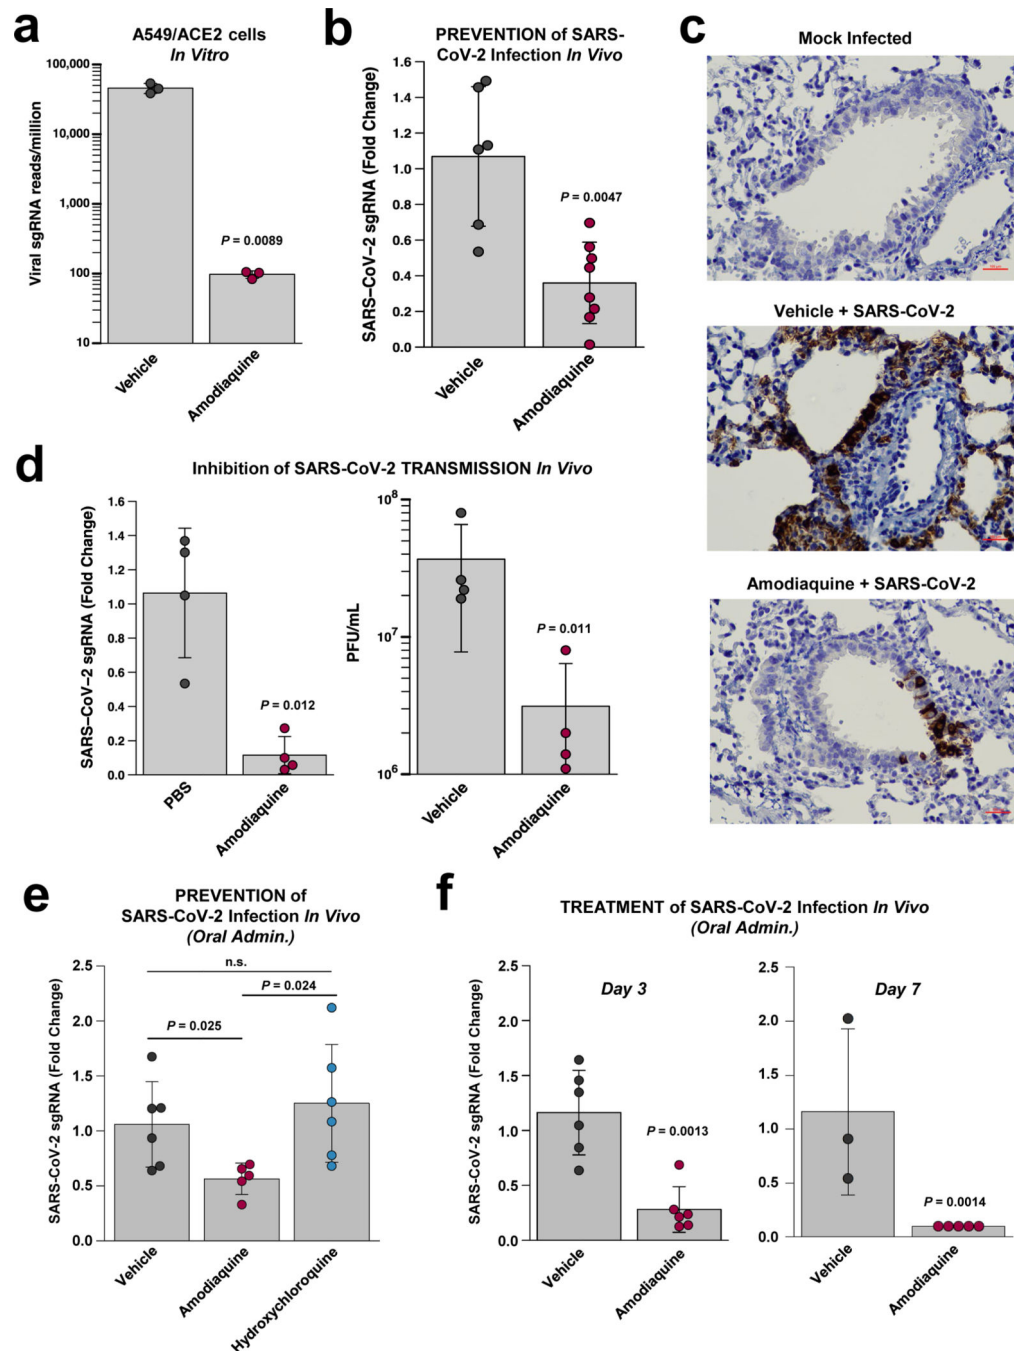 a
A549/ACE2 cells
In Vitro
Viral sgRNA reads/million
100,000
10,000
1,000
100
10
P = 0.0089
Vehicle
Amodiaquine
b
PREVENTION of SARS-
CoV-2 Infection In Vivo
SARS–CoV–2 sgRNA (Fold Change)
1.6
1.4
1.2
1.0
0.8
0.6
0.4
0.2
0.0
P = 0.0047
Vehicle
Amodiaquine
c
Mock Infected
Vehicle + SARS-CoV-2
Amodiaquine + SARS-CoV-2
d
Inhibition of SARS-CoV-2 TRANSMISSION In Vivo
SARS–CoV–2 sgRNA (Fold Change)
1.6
1.4
1.2
1.0
0.8
0.6
0.4
0.2
0.0
P = 0.012
PBS
Amodiaquine
PFU/mL
10⁸
10⁷
10⁶
P = 0.011
Vehicle
Amodiaquine
e
PREVENTION of
SARS-CoV-2 Infection In Vivo
(Oral Admin.)
SARS-CoV-2 sgRNA (Fold Change)
2.5
2.0
1.5
1.0
0.5
0.0
n.s.
P = 0.024
P = 0.025
Vehicle
Amodiaquine
Hydroxychloroquine
f
TREATMENT of SARS-CoV-2 Infection In Vivo
(Oral Admin.)
SARS-CoV-2 sgRNA (Fold Change)
2.5
2.0
1.5
1.0
0.5
0.0
Day 3
P = 0.0013
Vehicle
Amodiaquine
2.5
2.0
1.5
1.0
0.5
0.0
Day 7
P = 0.0014
Vehicle
Amodiaquine